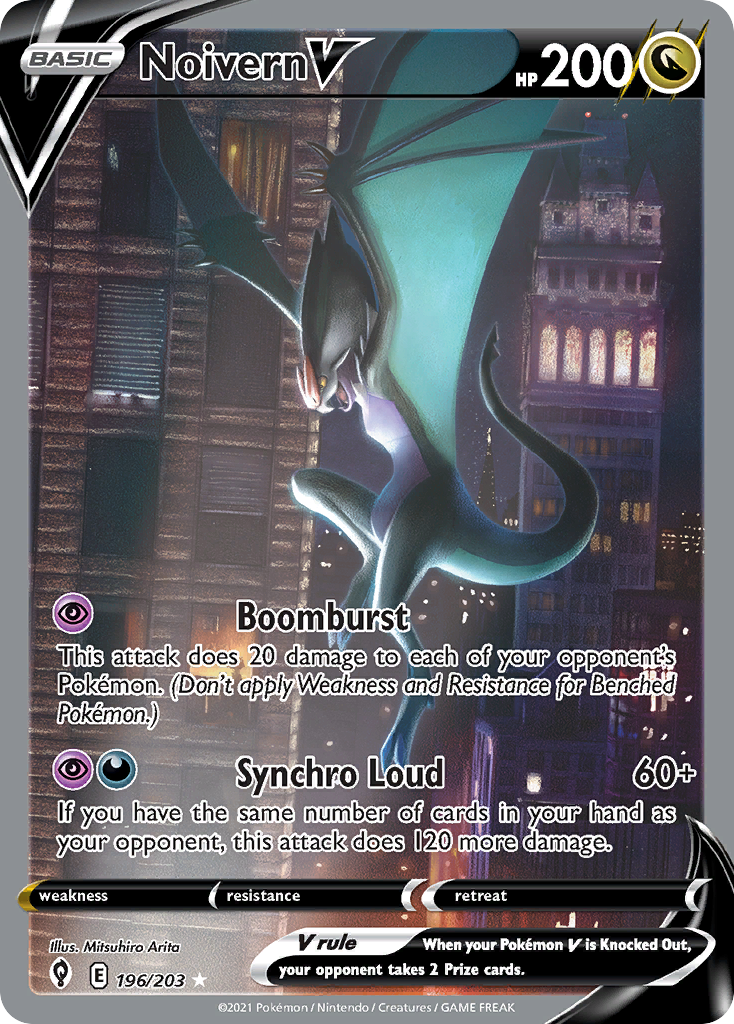 BASIC
Noivern V
HP 200
Boomburst
This attack does 20 damage to each of your opponent's
Pokémon. (Don't apply Weakness and Resistance for Benched
Pokémon.)
Synchro Loud 60+
If you have the same number of cards in your hand as
your opponent, this attack does 120 more damage.
weakness resistance retreat
Illus. Mitsuhiro Arita
V rule When your Pokémon V is Knocked Out,
your opponent takes 2 Prize cards.
E 196/203
©2021 Pokémon / Nintendo / Creatures / GAME FREAK